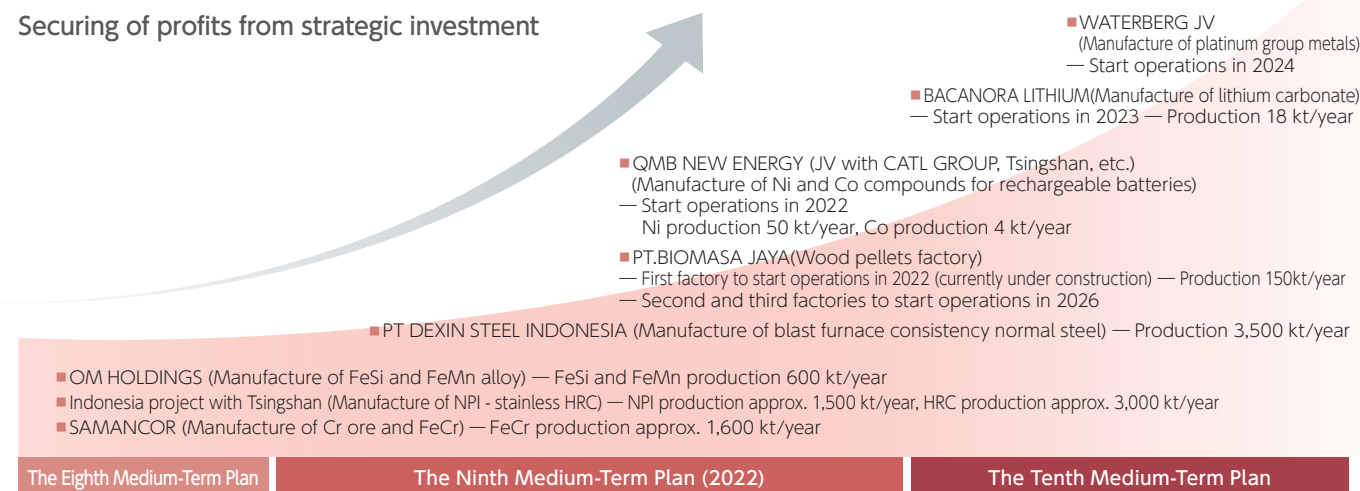 Securing of profits from strategic investment
■WATERBERG JV
(Manufacture of platinum group metals)
— Start operations in 2024
■BACANORA LITHIUM(Manufacture of lithium carbonate)
— Start operations in 2023 — Production 18 kt/year
■QMB NEW ENERGY (JV with CATL GROUP, Tsingshan, etc.)
(Manufacture of Ni and Co compounds for rechargeable batteries)
— Start operations in 2022
Ni production 50 kt/year, Co production 4 kt/year
■PT.BIOMASA JAYA(Wood pellets factory)
— First factory to start operations in 2022 (currently under construction) — Production 150kt/year
— Second and third factories to start operations in 2026
■PT DEXIN STEEL INDONESIA (Manufacture of blast furnace consistency normal steel) — Production 3,500 kt/year
■OM HOLDINGS (Manufacture of FeSi and FeMn alloy) — FeSi and FeMn production 600 kt/year
■Indonesia project with Tsingshan (Manufacture of NPI - stainless HRC) — NPI production approx. 1,500 kt/year, HRC production approx. 3,000 kt/year
■SAMANCOR (Manufacture of Cr ore and FeCr) — FeCr production approx. 1,600 kt/year
The Eighth Medium-Term Plan
The Ninth Medium-Term Plan (2022)
The Tenth Medium-Term Plan